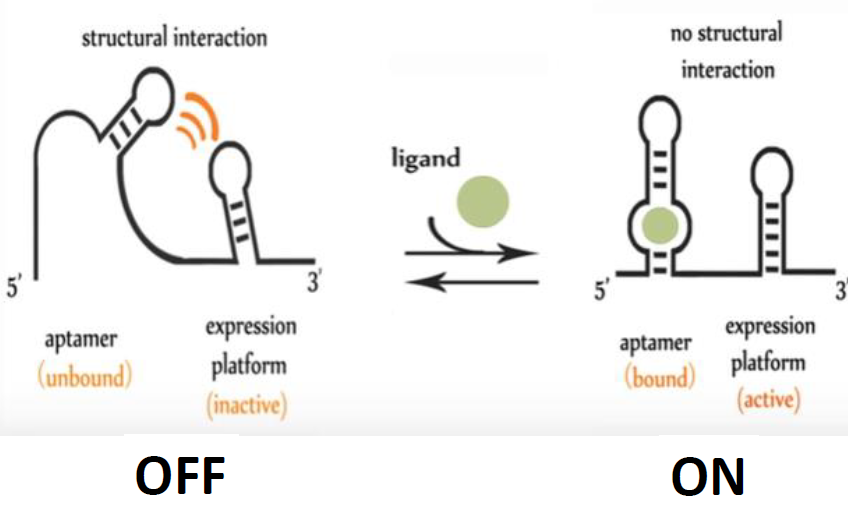 structural interaction
5'
3'
aptamer
(unbound)
expression
platform
(inactive)
OFF
ligand
no structural
interaction
5'
3'
aptamer
(bound)
expression
platform
(active)
ON